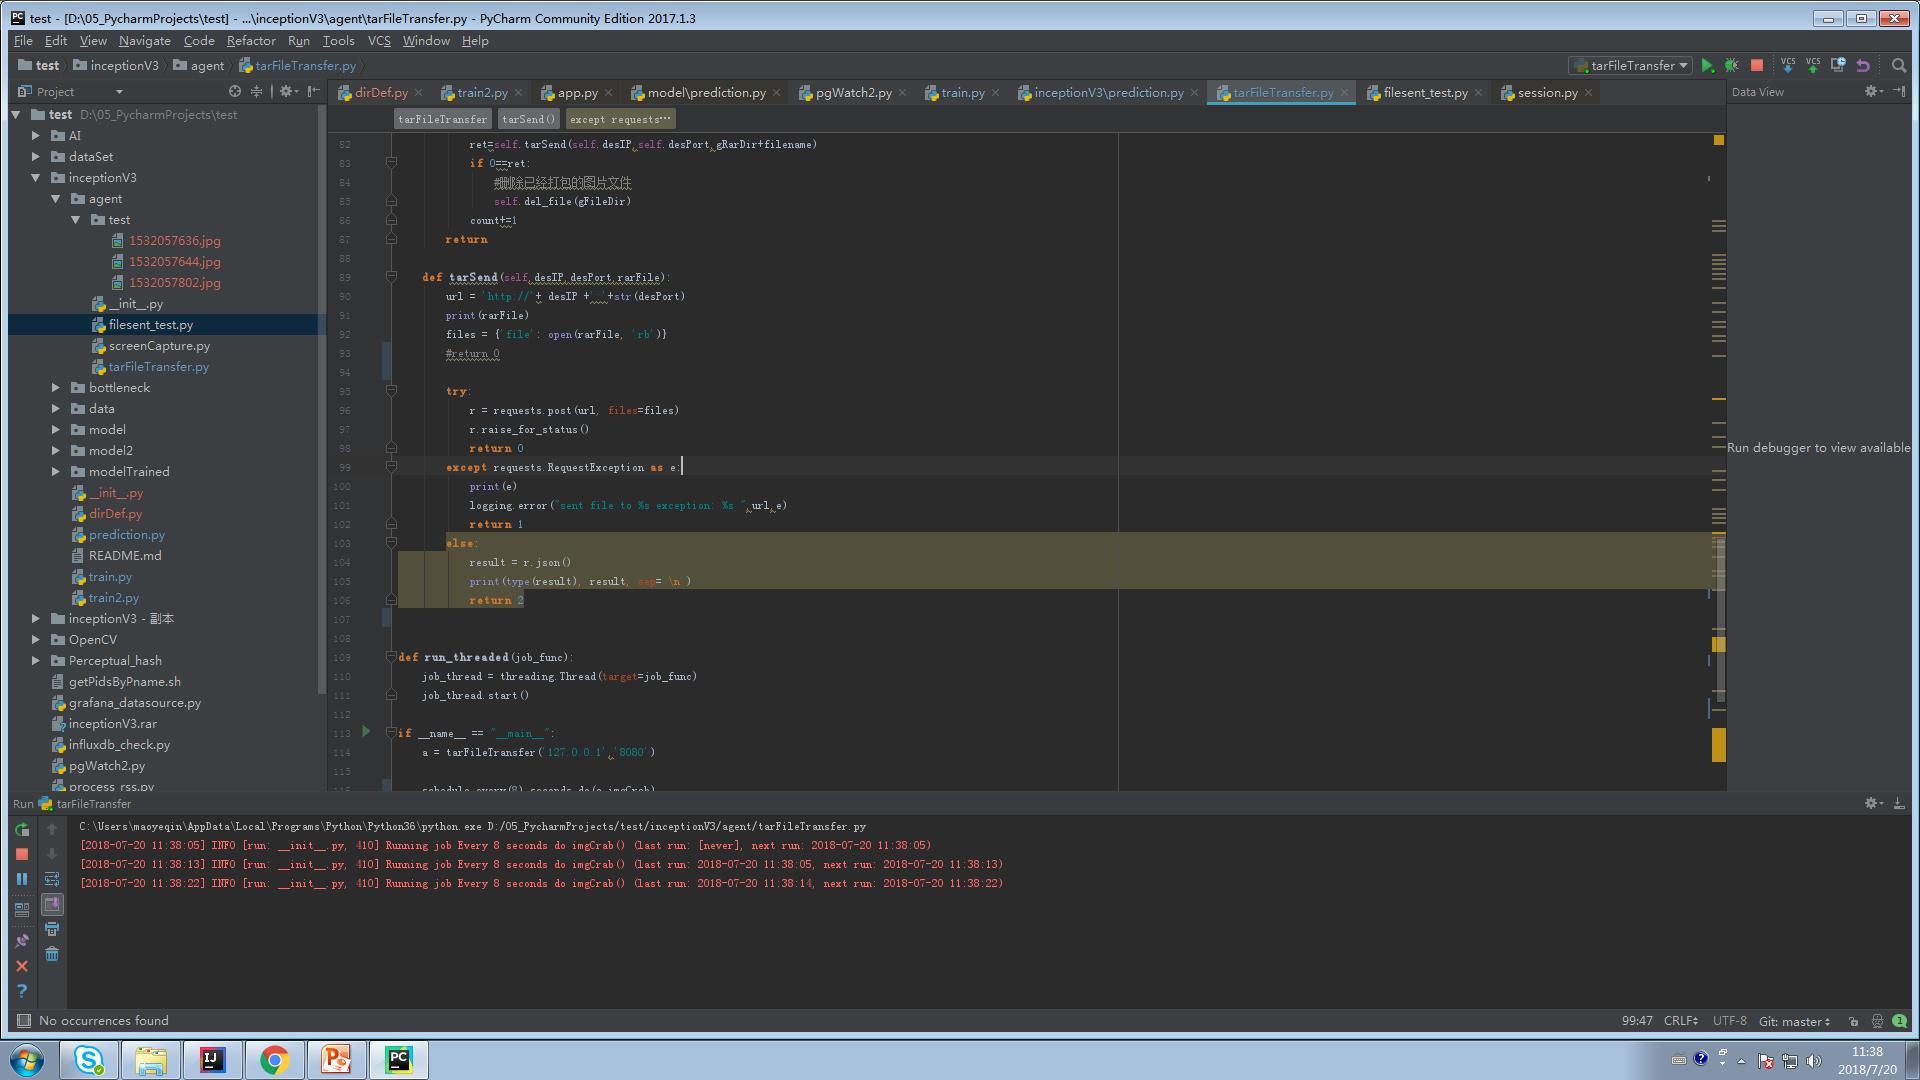 test - [D:\05_PycharmProjects\test] - ...\inceptionV3\agent\tarFileTransfer.py - PyCharm Community Edition 2017.1.3
File Edit View Navigate Code Refactor Run Tools VCS Window Help
test inceptionV3 agent tarFileTransfer.py
tarFileTransfer
Project
dirDef.py train2.py app.py model\prediction.py pgWatch2.py train.py inceptionV3\prediction.py tarFileTransfer.py filesent_test.py session.py
Data View
tarFileTransfer tarSend() except requests...
test D:\05_PycharmProjects\test
AI
dataSet
inceptionV3
agent
test
1532057636.jpg
1532057644.jpg
1532057802.jpg
__init__.py
filesent_test.py
screenCapture.py
tarFileTransfer.py
bottleneck
data
model
model2
modelTrained
__init__.py
dirDef.py
prediction.py
README.md
train.py
train2.py
inceptionV3 - 副本
OpenCV
Perceptual_hash
getPidsByPname.sh
grafana_datasource.py
inceptionV3.rar
influxdb_check.py
pgWatch2.py
process_rss.py
82 ret=self.tarSend(self.desIP,self.desPort,gRarDir+filename)
83 if 0==ret:
84 #删除已经打包的图片文件
85 self.del_file(gFileDir)
86 count+=1
87 return
88
89 def tarSend(self,desIP,desPort,rarFile):
90 url = 'http://'+ desIP +':'+str(desPort)
91 print(rarFile)
92 files = {'file': open(rarFile, 'rb')}
93 #return 0
94
95 try:
96 r = requests.post(url, files=files)
97 r.raise_for_status()
98 return 0
99 except requests.RequestException as e:
100 print(e)
101 logging.error("sent file to %s exception: %s ",url,e)
102 return 1
103 else:
104 result = r.json()
105 print(type(result), result, sep='\n')
106 return 2
107
108
109 def run_threaded(job_func):
110 job_thread = threading.Thread(target=job_func)
111 job_thread.start()
112
113 if __name__ == "__main__":
114 a = tarFileTransfer('127.0.0.1','8080')
115
116 schedule.every(8).seconds.do(a.imgCrab)
Run debugger to view available
Run tarFileTransfer
C:\Users\maoyeqin\AppData\Local\Programs\Python\Python36\python.exe D:/05_PycharmProjects/test/inceptionV3/agent/tarFileTransfer.py
[2018-07-20 11:38:05] INFO [run: __init__.py, 410] Running job Every 8 seconds do imgCrab() (last run: [never], next run: 2018-07-20 11:38:05)
[2018-07-20 11:38:13] INFO [run: __init__.py, 410] Running job Every 8 seconds do imgCrab() (last run: 2018-07-20 11:38:05, next run: 2018-07-20 11:38:13)
[2018-07-20 11:38:22] INFO [run: __init__.py, 410] Running job Every 8 seconds do imgCrab() (last run: 2018-07-20 11:38:14, next run: 2018-07-20 11:38:22)
No occurrences found
99:47 CRLF UTF-8 Git: master 1
11:38
2018/7/20